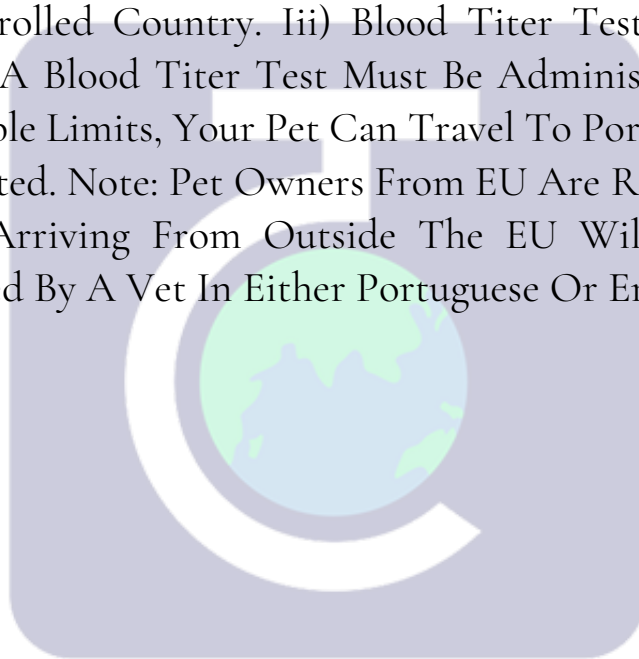 rolled Country. Iii) Blood Titer Test
A Blood Titer Test Must Be Adminis
ble Limits, Your Pet Can Travel To Por
ted. Note: Pet Owners From EU Are R
Arriving From Outside The EU Wil
d By A Vet In Either Portuguese Or En